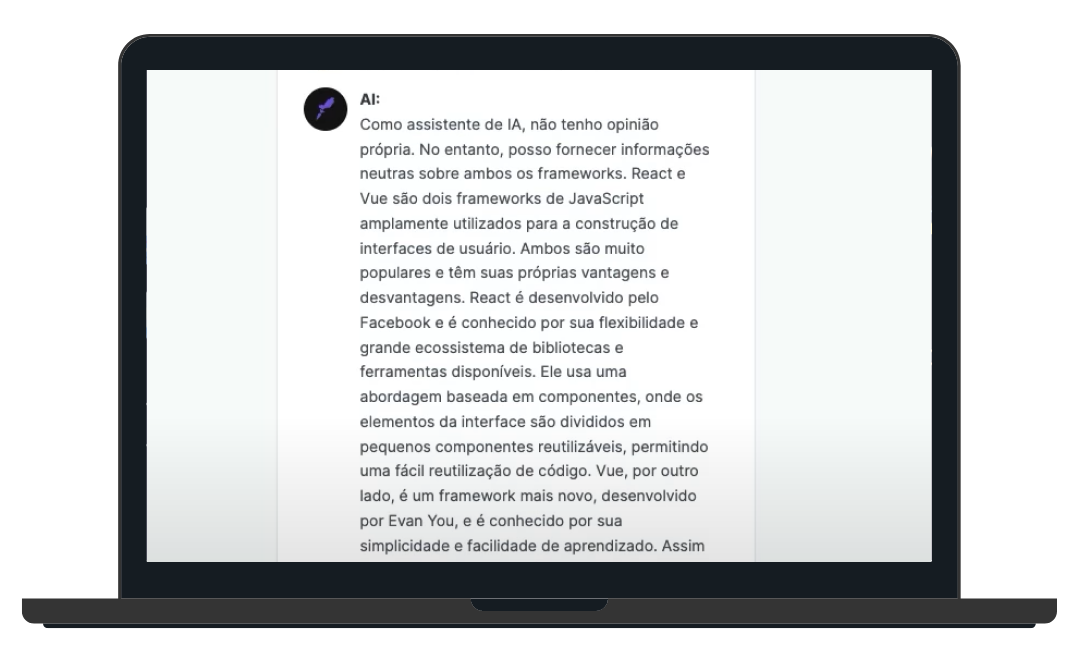 AI:
Como assistente de IA, não tenho opinião
própria. No entanto, posso fornecer informações
neutras sobre ambos os frameworks. React e
Vue são dois frameworks de JavaScript
amplamente utilizados para a construção de
interfaces de usuário. Ambos são muito
populares e têm suas próprias vantagens e
desvantagens. React é desenvolvido pelo
Facebook e é conhecido por sua flexibilidade e
grande ecossistema de bibliotecas e
ferramentas disponíveis. Ele usa uma
abordagem baseada em componentes, onde os
elementos da interface são divididos em
pequenos componentes reutilizáveis, permitindo
uma fácil reutilização de código. Vue, por outro
lado, é um framework mais novo, desenvolvido
por Evan You, e é conhecido por sua
simplicidade e facilidade de aprendizado. Assim